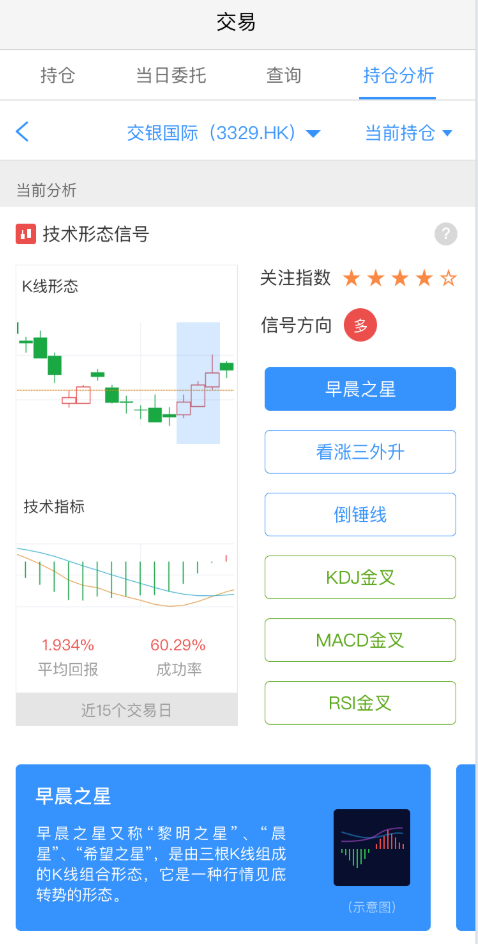 交易
持仓 当日委托 查询 持仓分析
交银国际（3329.HK） 当前持仓
当前分析
技术形态信号 ?
K线形态
关注指数
信号方向 多
早晨之星
看涨三外升
倒锤线
KDJ金叉
MACD金叉
RSI金叉
技术指标
1.934% 60.29%
平均回报 成功率
近15个交易日
早晨之星
早晨之星又称“黎明之星”、“晨
星”、“希望之星”，是由三根K线组成
的K线组合形态，它是一种行情见底
转势的形态。
（示意图）